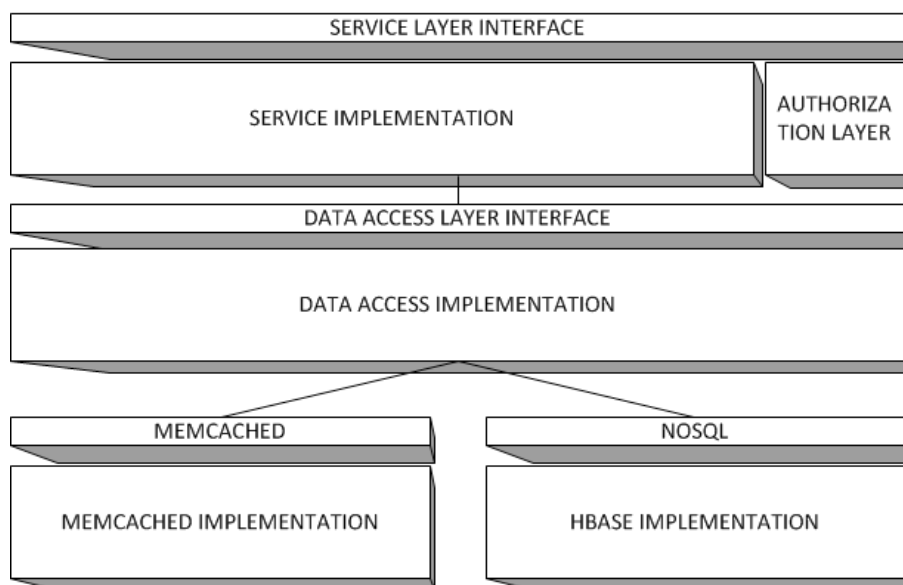 SERVICE LAYER INTERFACE
SERVICE IMPLEMENTATION
AUTHORIZA
TION LAYER
DATA ACCESS LAYER INTERFACE
DATA ACCESS IMPLEMENTATION
MEMCACHED
NOSQL
MEMCACHED IMPLEMENTATION
HBASE IMPLEMENTATION